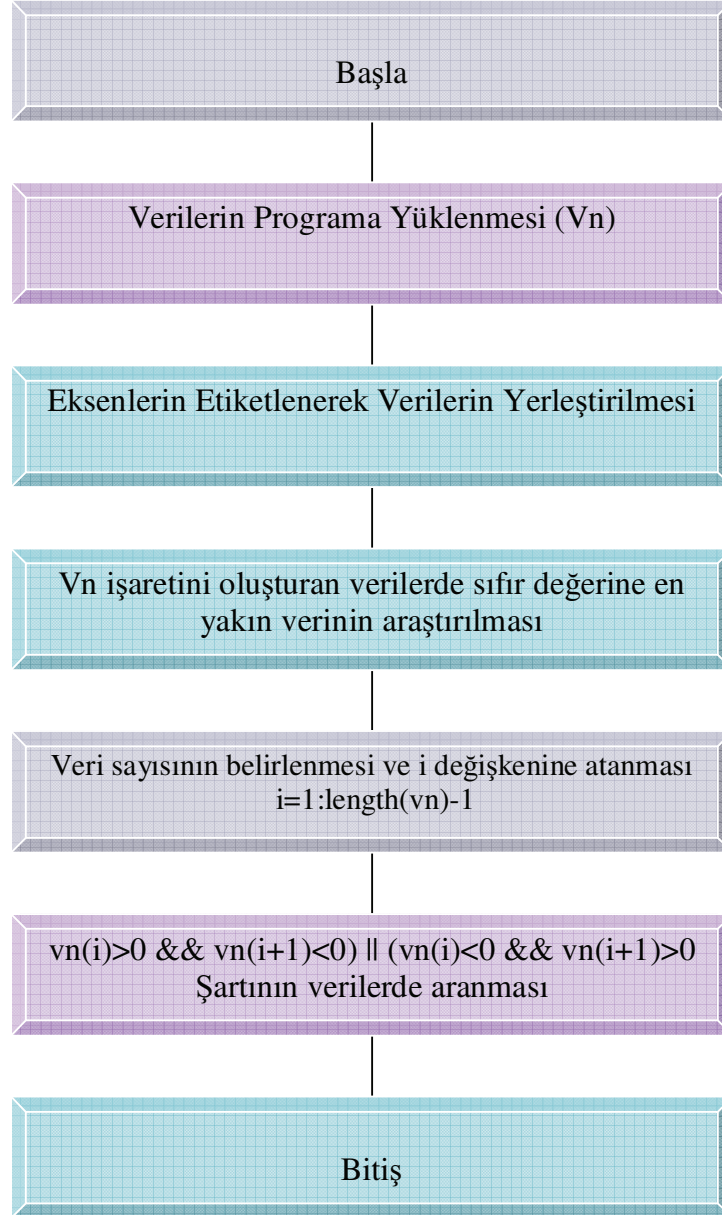 Başla
Verilerin Programa Yüklenmesi (Vn)
Eksenlerin Etiketlenerek Verilerin Yerleştirilmesi
Vn işaretini oluşturan verilerde sıfır değerine en
yakın verinin araştırılması
Veri sayısının belirlenmesi ve i değişkenine atanması
i=1:length(vn)-1
vn(i)>0 && vn(i+1)<0) || (vn(i)<0 && vn(i+1)>0
Şartının verilerde aranması
Bitiş